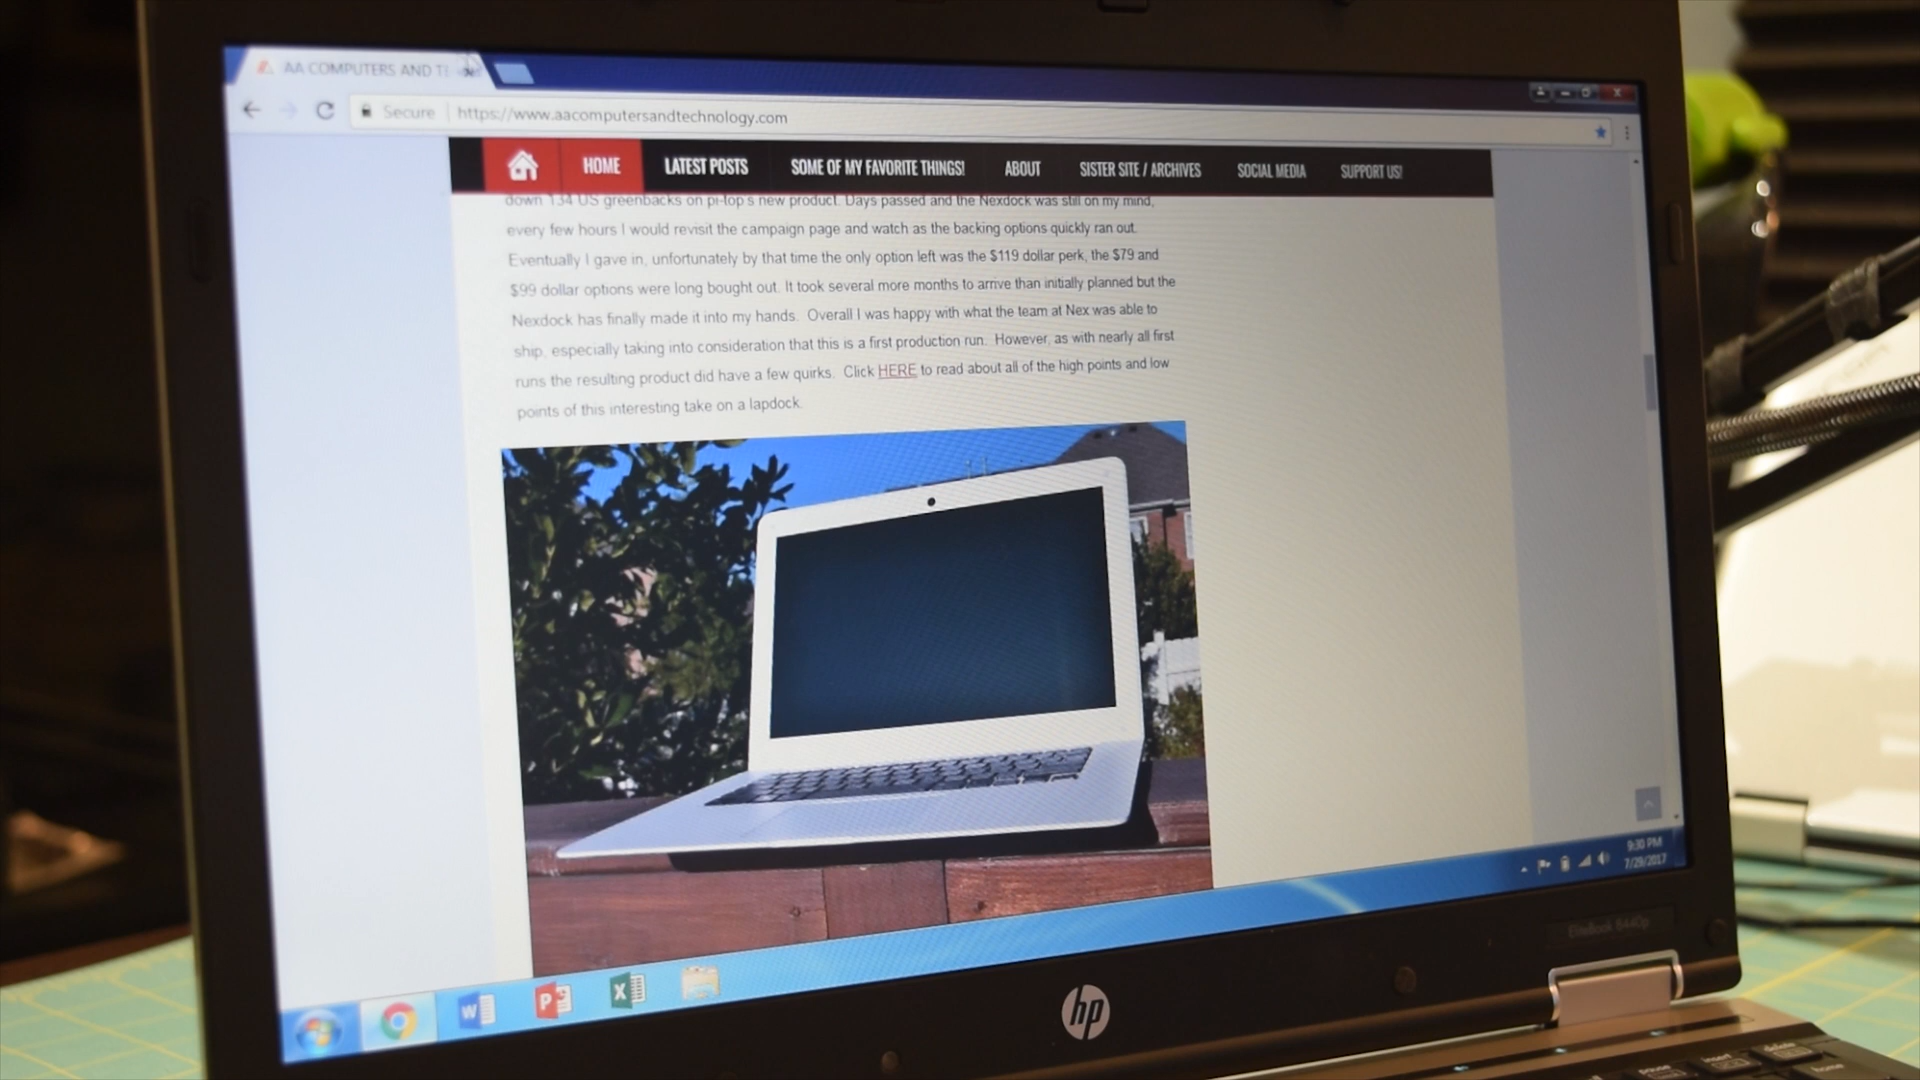 AA COMPUTERS AND TE
Secure https://www.aacomputersandtechnology.com
HOME LATEST POSTS SOME OF MY FAVORITE THINGS! ABOUT SISTER SITE / ARCHIVES SOCIAL MEDIA SUPPORT US!
down 134 US greenbacks on pi-top's new product. Days passed and the Nexdock was still on my mind,
every few hours I would revisit the campaign page and watch as the backing options quickly ran out.
Eventually I gave in, unfortunately by that time the only option left was the $119 dollar perk, the $79 and
$99 dollar options were long bought out. It took several more months to arrive than initially planned but the
Nexdock has finally made it into my hands. Overall I was happy with what the team at Nex was able to
ship, especially taking into consideration that this is a first production run. However, as with nearly all first
runs the resulting product did have a few quirks. Click HERE to read about all of the high points and low
points of this interesting take on a lapdock.
9:30 PM
7/29/2017
EliteBook 8440p
W P X
hp
pause insert delete home